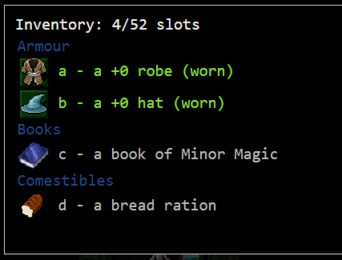 Inventory: 4/52 slots
Armour
a - a +0 robe (worn)
b - a +0 hat (worn)
Books
c - a book of Minor Magic
Comestibles
d - a bread ration